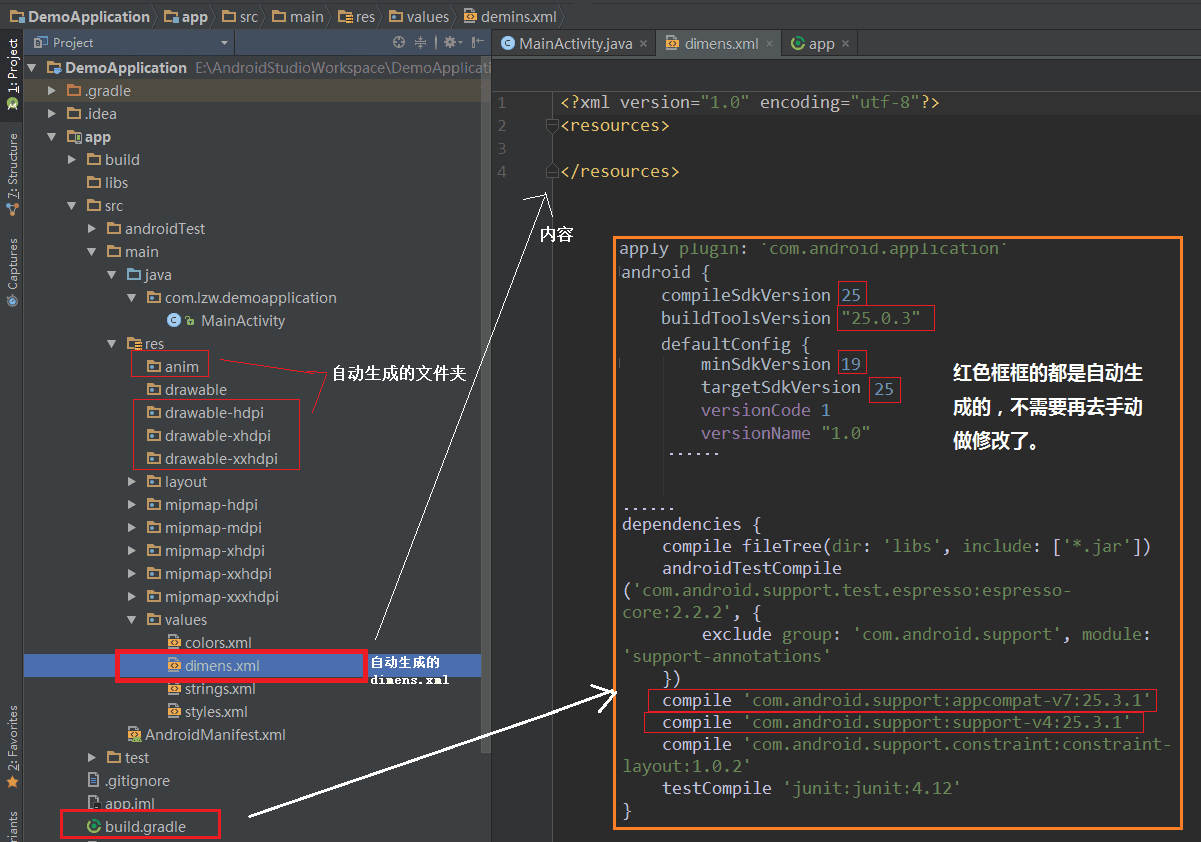 DemoApplication app src main res values demins.xml
Project
MainActivity.java × dimens.xml × app ×
1: Project
7: Structure
Captures
2: Favorites
riants
DemoApplication E:\AndroidStudioWorkspace\DemoApplicati
.gradle
.idea
app
build
libs
src
androidTest
main
java
com.lzw.demoapplication
MainActivity
res
anim
drawable
drawable-hdpi
drawable-xhdpi
drawable-xxhdpi
layout
mipmap-hdpi
mipmap-mdpi
mipmap-xhdpi
mipmap-xxhdpi
mipmap-xxxhdpi
values
colors.xml
dimens.xml
strings.xml
styles.xml
AndroidManifest.xml
test
.gitignore
app.iml
build.gradle
自动生成的文件夹
自动生成的
dimens.xml
1 <?xml version="1.0" encoding="utf-8"?>
2 <resources>
3
4 </resources>
内容
apply plugin: 'com.android.application'
android {
compileSdkVersion 25
buildToolsVersion "25.0.3"
defaultConfig {
minSdkVersion 19
targetSdkVersion 25
versionCode 1
versionName "1.0"
......
红色框框的都是自动生
成的，不需要再去手动
做修改了。
......
dependencies {
compile fileTree(dir: 'libs', include: ['*.jar'])
androidTestCompile
('com.android.support.test.espresso:espresso-
core:2.2.2', {
exclude group: 'com.android.support', module:
'support-annotations'
})
compile 'com.android.support:appcompat-v7:25.3.1'
compile 'com.android.support:support-v4:25.3.1'
compile 'com.android.support.constraint:constraint-
layout:1.0.2'
testCompile 'junit:junit:4.12'
}